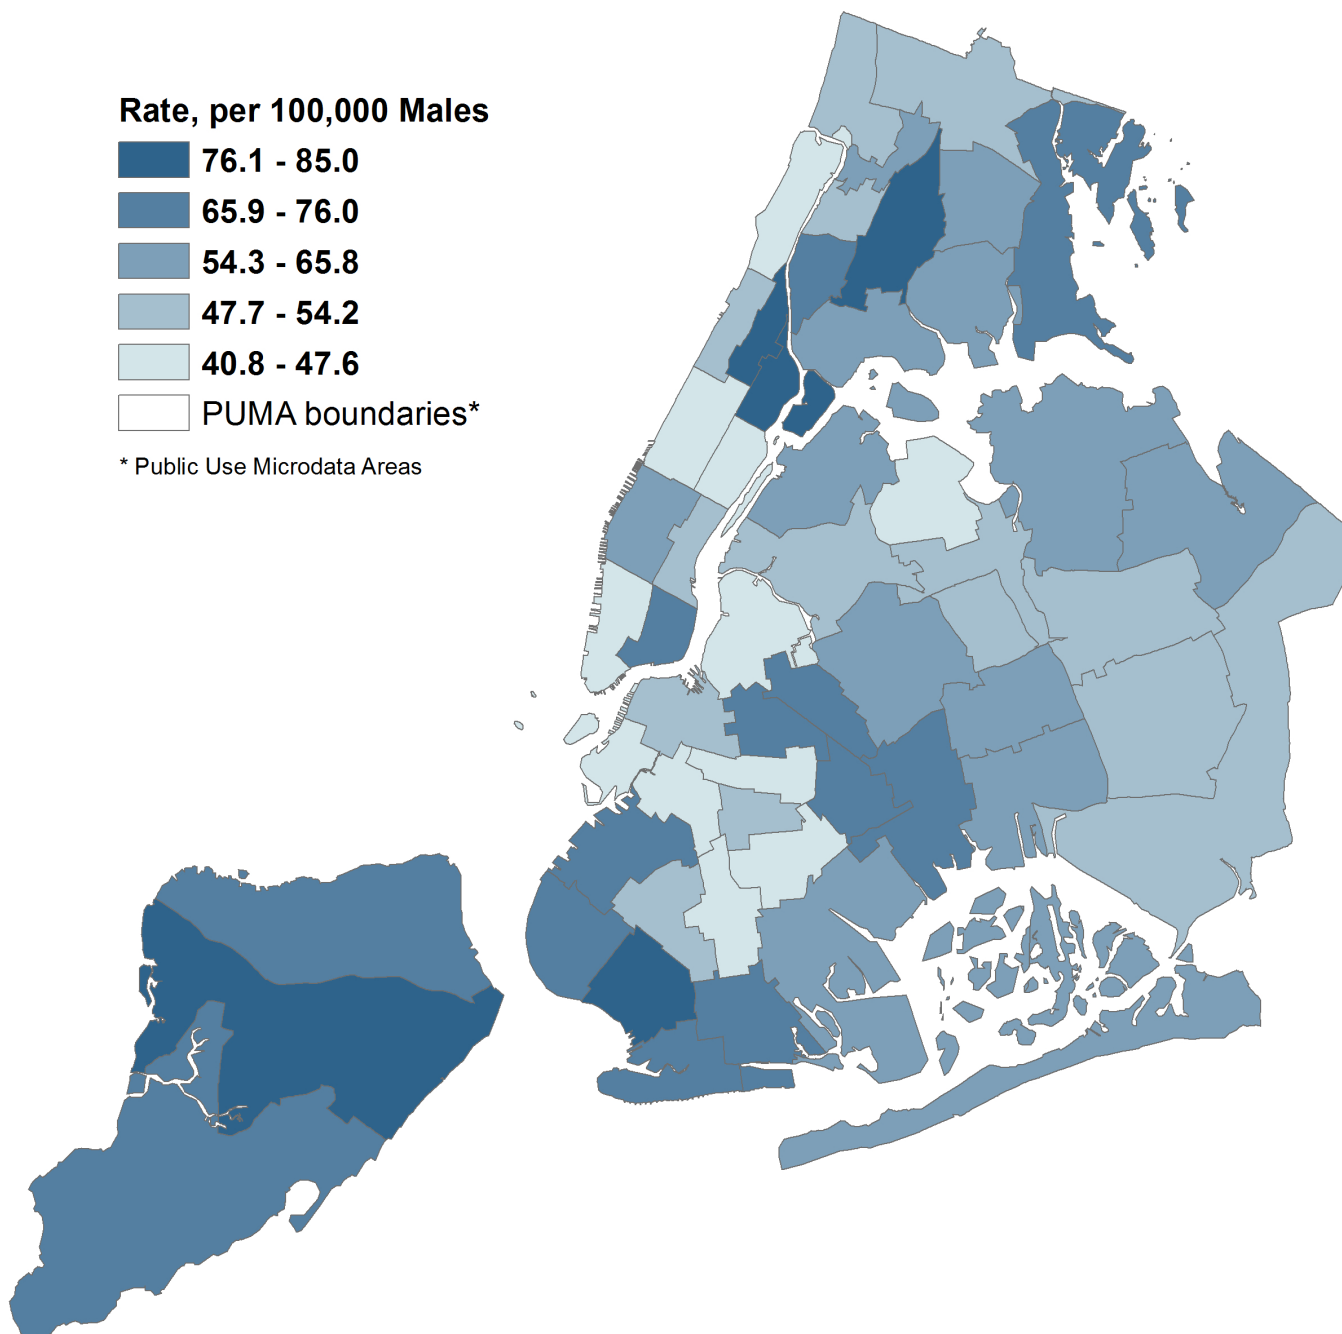 Rate, per 100,000 Males
76.1 - 85.0
65.9 - 76.0
54.3 - 65.8
47.7 - 54.2
40.8 - 47.6
PUMA boundaries*
* Public Use Microdata Areas